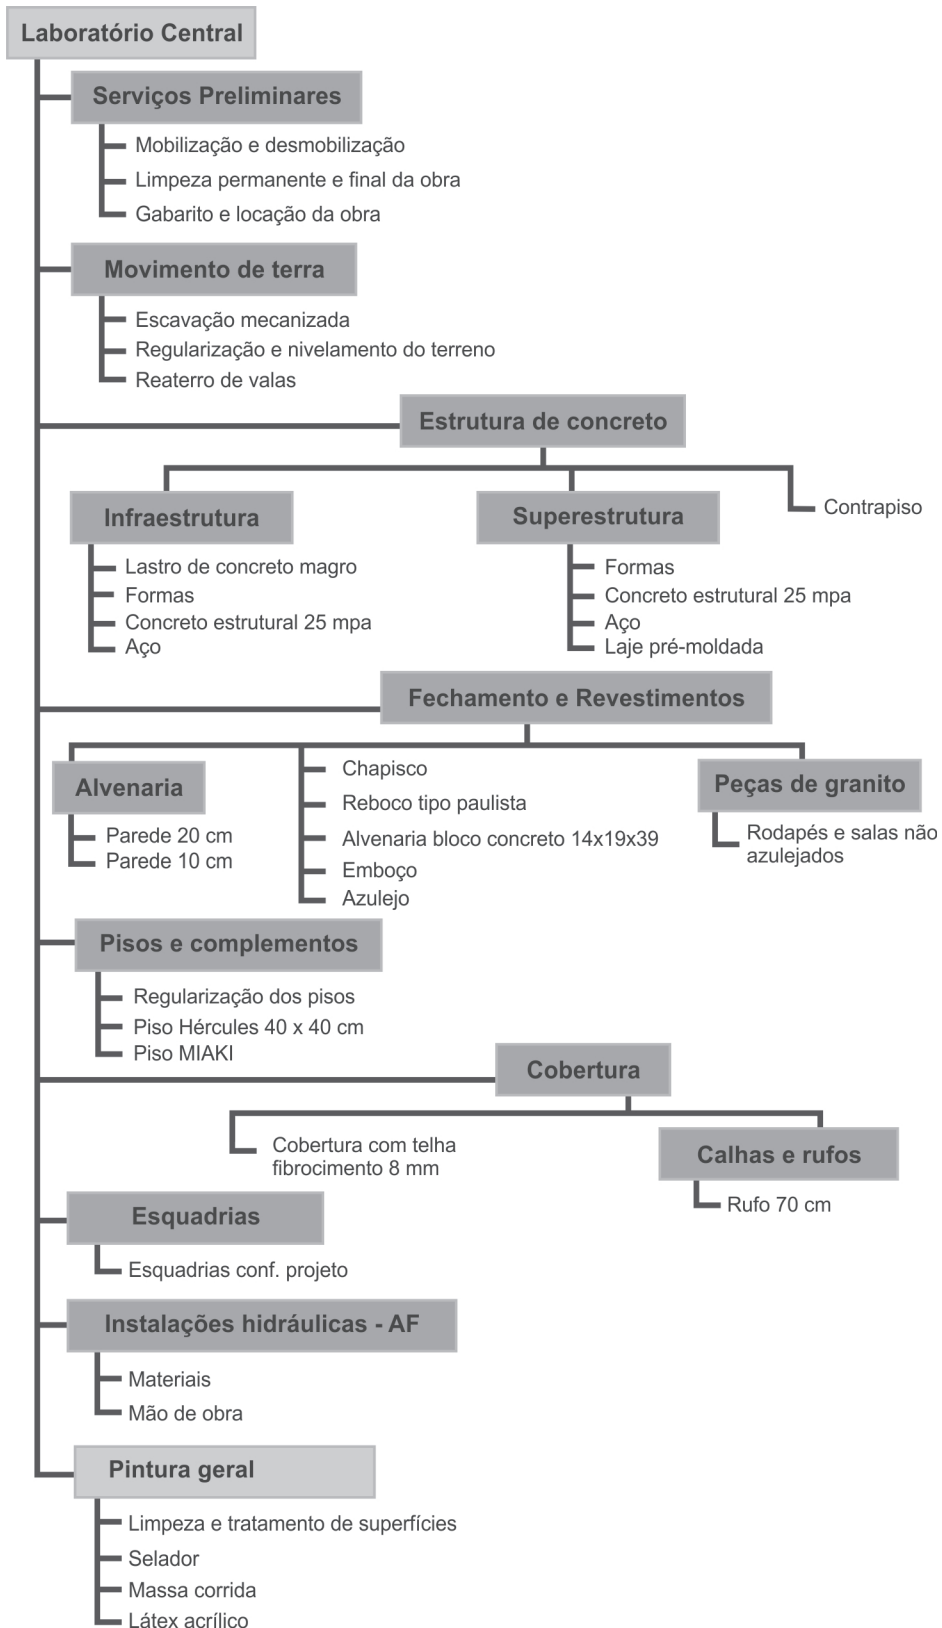 Laboratório Central
Serviços Preliminares
Mobilização e desmobilização
Limpeza permanente e final da obra
Gabarito e locação da obra
Movimento de terra
Escavação mecanizada
Regularização e nivelamento do terreno
Reaterro de valas
Estrutura de concreto
Infraestrutura
Lastro de concreto magro
Formas
Concreto estrutural 25 mpa
Aço
Superestrutura
Formas
Concreto estrutural 25 mpa
Aço
Laje pré-moldada
Contrapiso
Fechamento e Revestimentos
Alvenaria
Parede 20 cm
Parede 10 cm
Chapisco
Reboco tipo paulista
Alvenaria bloco concreto 14x19x39
Emboço
Azulejo
Peças de granito
Rodapés e salas não
azulejados
Pisos e complementos
Regularização dos pisos
Piso Hércules 40 x 40 cm
Piso MIAKI
Cobertura
Cobertura com telha
fibrocimento 8 mm
Calhas e rufos
Rufo 70 cm
Esquadrias
Esquadrias conf. projeto
Instalações hidráulicas - AF
Materiais
Mão de obra
Pintura geral
Limpeza e tratamento de superfícies
Selador
Massa corrida
Látex acrílico